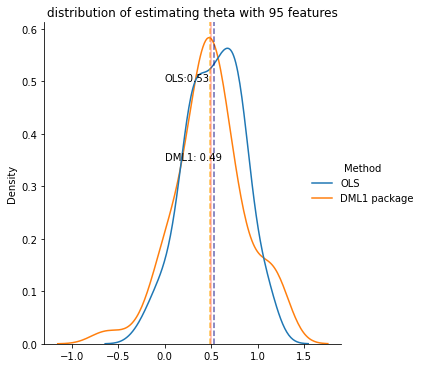 distribution of estimating theta with 95 features
0.6
0.5
0.4
0.3
0.2
0.1
0.0
Density
OLS:0.53
DML1: 0.49
Method
OLS
DML1 package
−1.0 −0.5 0.0 0.5 1.0 1.5